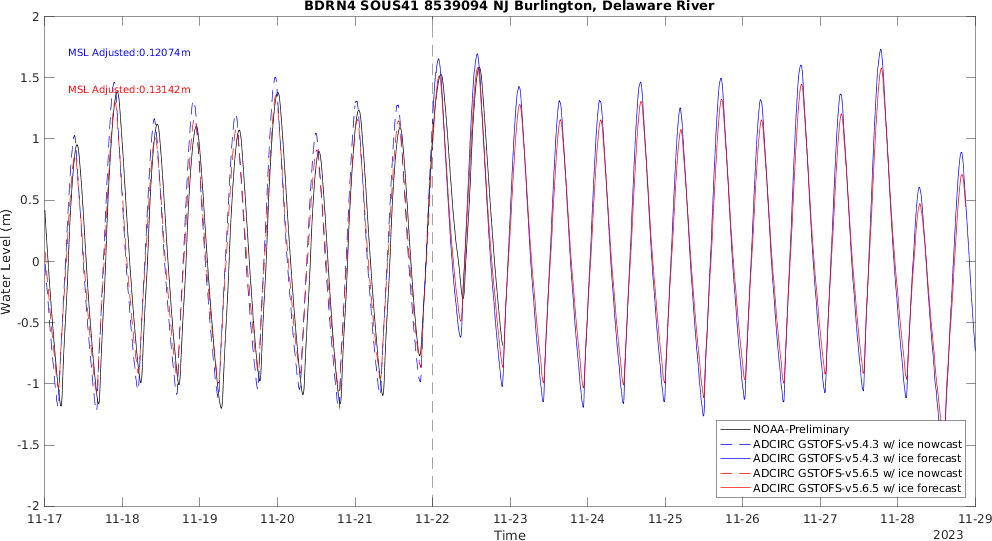 BDRN4 SOUS41 8539094 NJ Burlington, Delaware River
2
1.5
1
0.5
0
-0.5
-1
-1.5
-2
Water Level (m)
MSL Adjusted:0.12074m
MSL Adjusted:0.13142m
NOAA-Preliminary
ADCIRC GSTOFS-v5.4.3 w/ ice nowcast
ADCIRC GSTOFS-v5.4.3 w/ ice forecast
ADCIRC GSTOFS-v5.6.5 w/ ice nowcast
ADCIRC GSTOFS-v5.6.5 w/ ice forecast
11-17 11-18 11-19 11-20 11-21 11-22 11-23 11-24 11-25 11-26 11-27 11-28 11-29
Time
2023